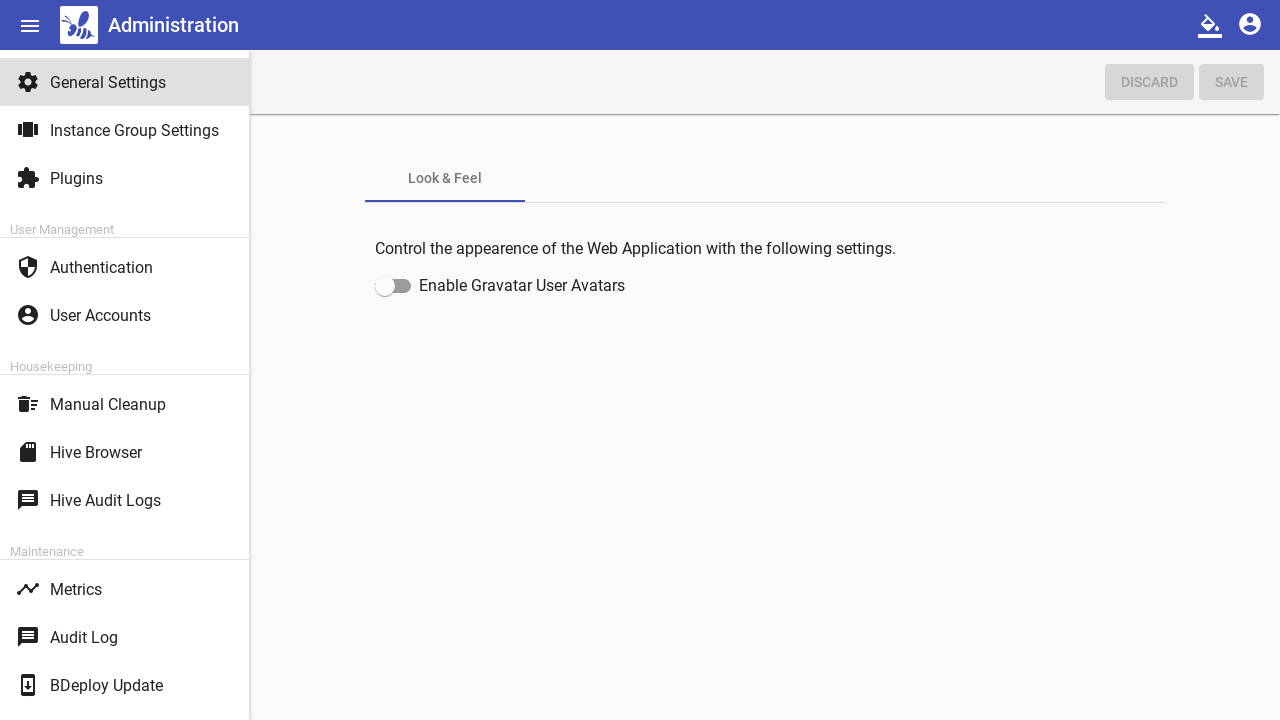 Administration
General Settings
Instance Group Settings
Plugins
User Management
Authentication
User Accounts
Housekeeping
Manual Cleanup
Hive Browser
Hive Audit Logs
Maintenance
Metrics
Audit Log
BDeploy Update
DISCARD SAVE
Look & Feel
Control the appearence of the Web Application with the following settings.
Enable Gravatar User Avatars